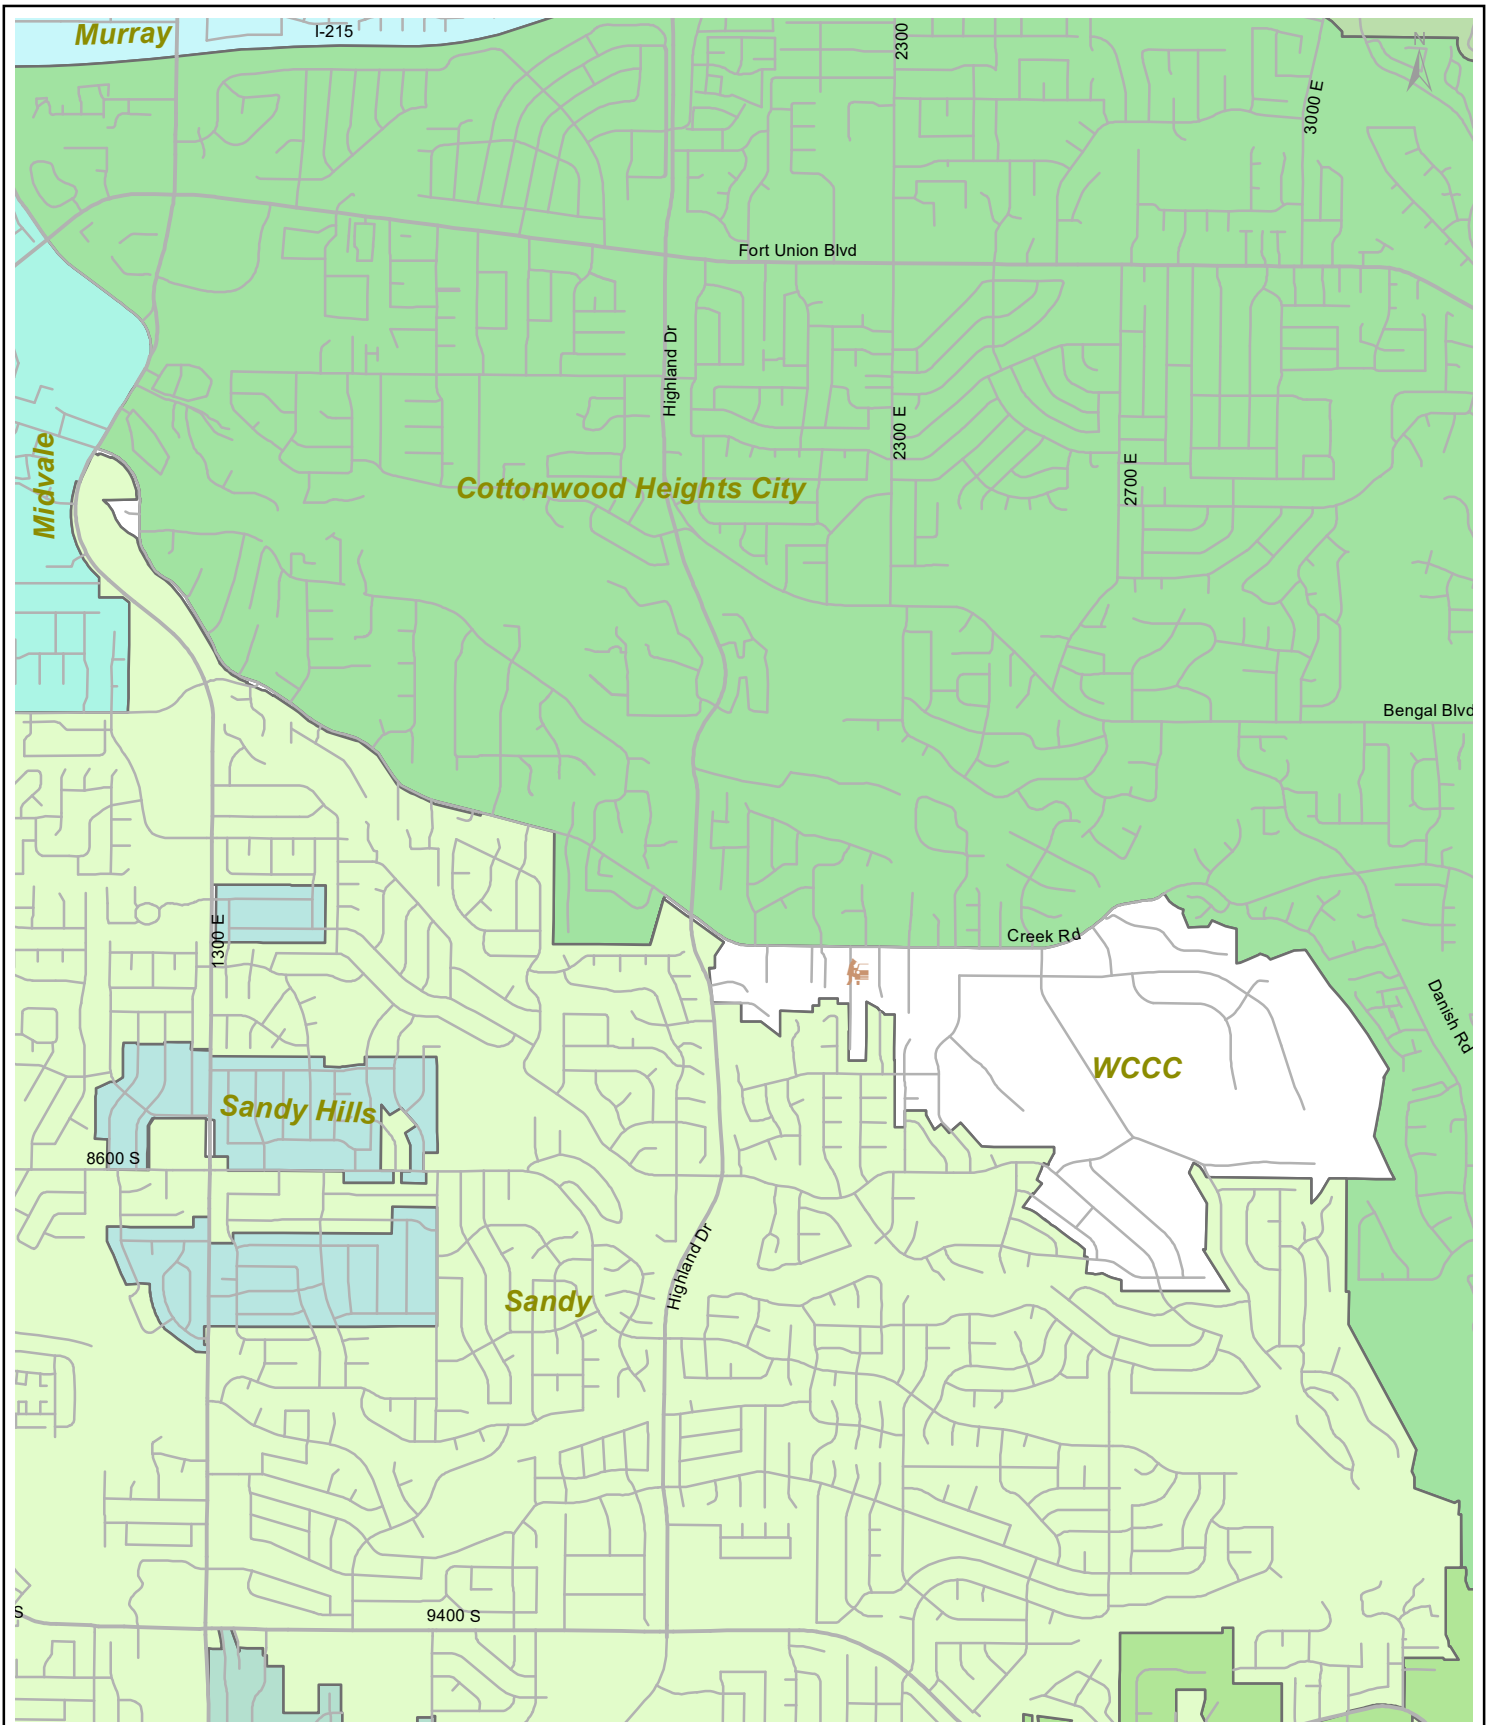 Murray
I-215
2300
3000 E
N
Fort Union Blvd
Highland Dr
2300 E
Midvale
2700 E
Cottonwood Heights City
Bengal Blvd
1300 E
Creek Rd
Danish Rd
WCCC
Sandy Hills
8600 S
Highland Dr
Sandy
S
9400 S